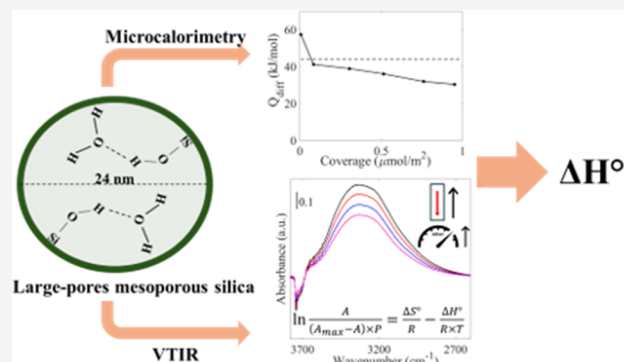 Microcalorimetry
60
40
20
0
Q_diff (kJ/mol)
0
0.5
1
Coverage (μmol/m²)
H
O
H
H
O
Si
24 nm
Si
O
H
H
O
H
Large-pores mesoporous silica
ΔH°
|0.1
Absorbance (a.u.)
ln A/((A_max−A)×P) = ΔS°/R − ΔH°/(R×T)
3700
3200
2700
Wavenumber (cm⁻¹)
VTIR